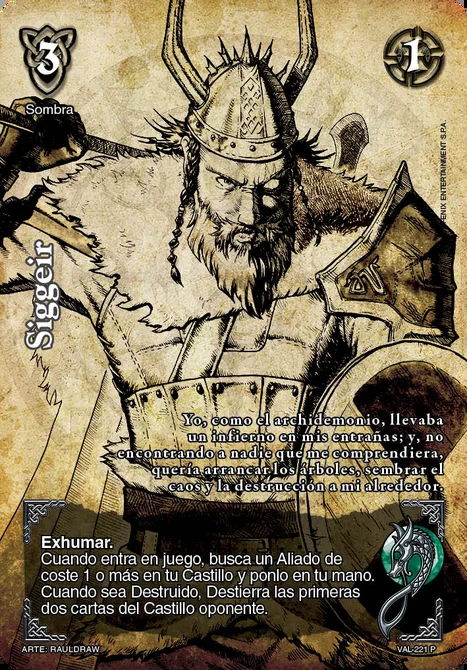 3
1
Sombra
ENIX ENTERTAINMENT S.P.A.
Siggeir
Yo, como el archidemonio, llevaba
un infierno en mis entrañas; y, no
encontrando a nadie que me comprendiera,
quería arrancar los árboles, sembrar el
caos y la destrucción a mi alrededor.
Exhumar.
Cuando entra en juego, busca un Aliado de
coste 1 o más en tu Castillo y ponlo en tu mano.
Cuando sea Destruido, Destierra las primeras
dos cartas del Castillo oponente.
ARTE: RAULDRAW
VAL-221 P